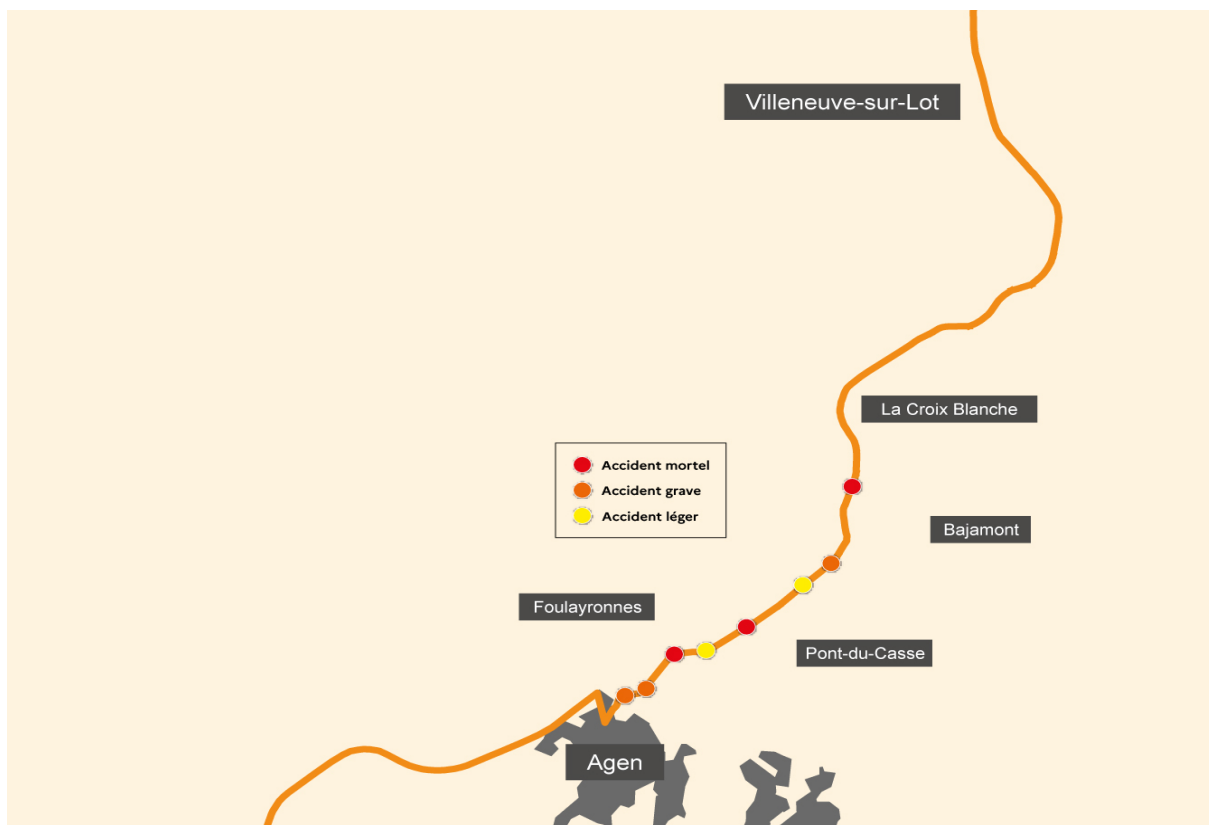 Villeneuve-sur-Lot
La Croix Blanche
Accident mortel
Accident grave
Accident léger
Bajamont
Foulayronnes
Pont-du-Casse
Agen